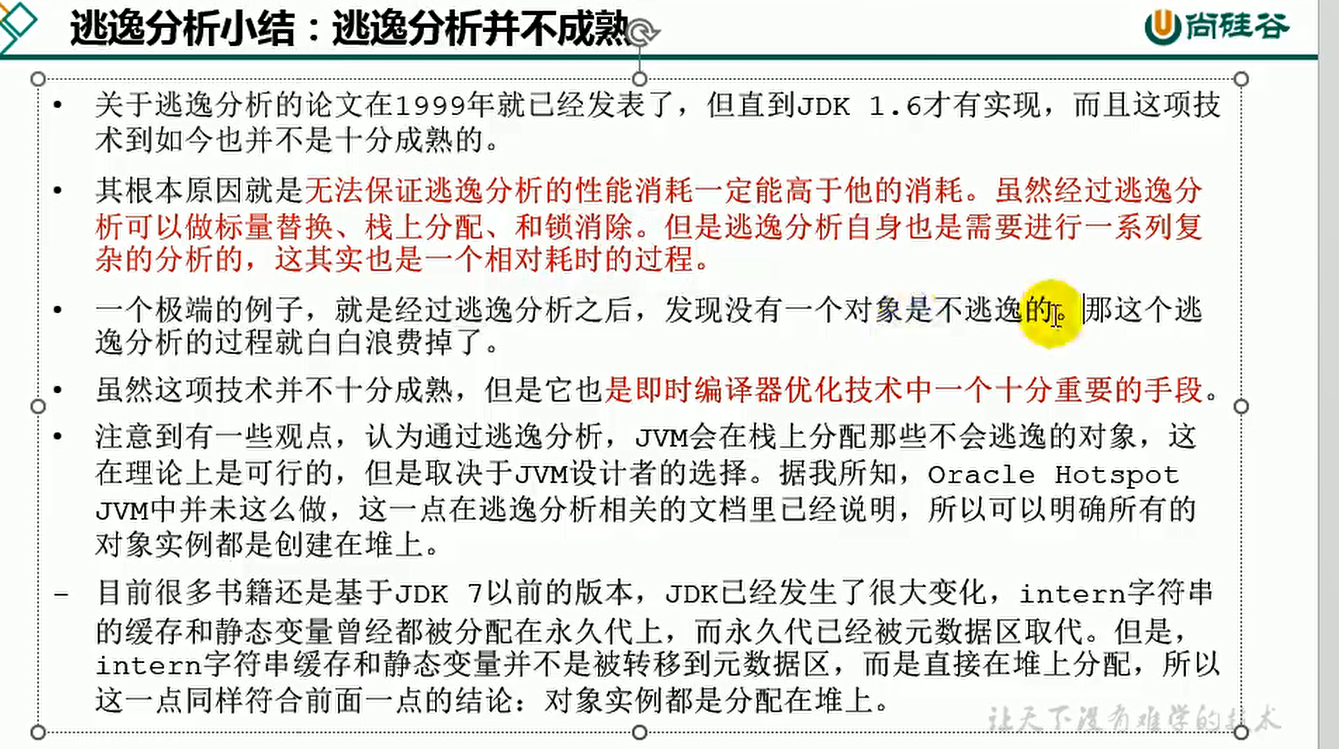 逃逸分析小结：逃逸分析并不成熟
尚硅谷
• 关于逃逸分析的论文在1999年就已经发表了，但直到JDK 1.6才有实现，而且这项技
术到如今也并不是十分成熟的。
• 其根本原因就是无法保证逃逸分析的性能消耗一定能高于他的消耗。虽然经过逃逸分
析可以做标量替换、栈上分配、和锁消除。但是逃逸分析自身也是需要进行一系列复
杂的分析的，这其实也是一个相对耗时的过程。
• 一个极端的例子，就是经过逃逸分析之后，发现没有一个对象是不逃逸的。那这个逃
逸分析的过程就白白浪费掉了。
• 虽然这项技术并不十分成熟，但是它也是即时编译器优化技术中一个十分重要的手段。
• 注意到有一些观点，认为通过逃逸分析，JVM会在栈上分配那些不会逃逸的对象，这
在理论上是可行的，但是取决于JVM设计者的选择。据我所知，Oracle Hotspot
JVM中并未这么做，这一点在逃逸分析相关的文档里已经说明，所以可以明确所有的
对象实例都是创建在堆上。
– 目前很多书籍还是基于JDK 7以前的版本，JDK已经发生了很大变化，intern字符串
的缓存和静态变量曾经都被分配在永久代上，而永久代已经被元数据区取代。但是，
intern字符串缓存和静态变量并不是被转移到元数据区，而是直接在堆上分配，所以
这一点同样符合前面一点的结论：对象实例都是分配在堆上。
让天下没有难学的技术